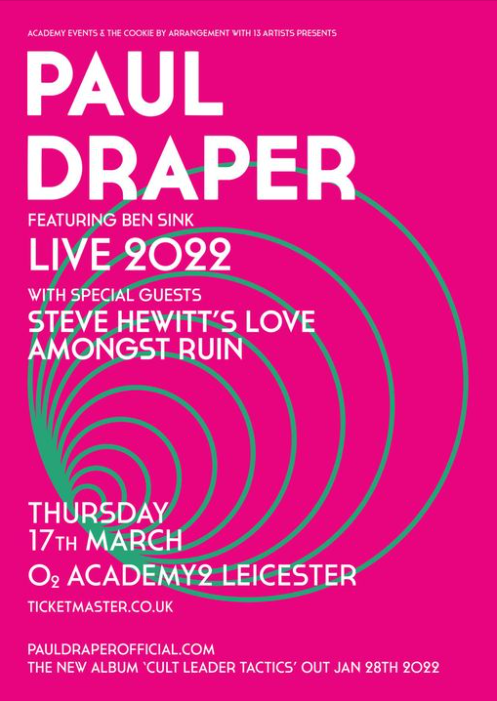 ACADEMY EVENTS & THE COOKIE BY ARRANGEMENT WITH 13 ARTISTS PRESENTS
PAUL
DRAPER
FEATURING BEN SINK
LIVE 2022
WITH SPECIAL GUESTS
STEVE HEWITT'S LOVE
AMONGST RUIN
THURSDAY
17TH MARCH
O2 ACADEMY2 LEICESTER
TICKETMASTER.CO.UK
PAULDRAPEROFFICIAL.COM
THE NEW ALBUM 'CULT LEADER TACTICS' OUT JAN 28TH 2022